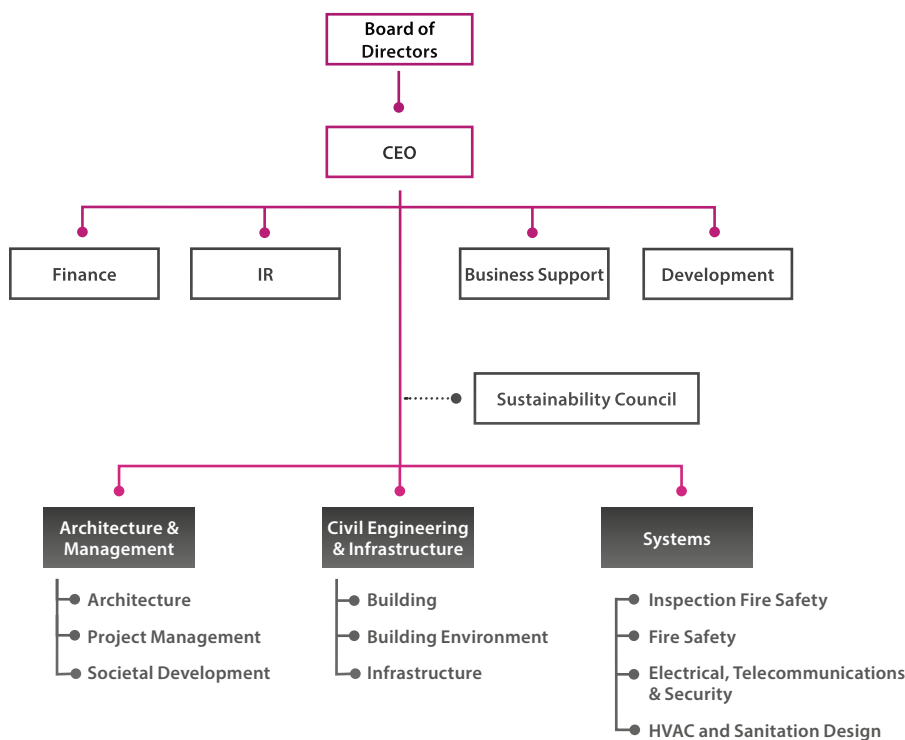 Board of
Directors
CEO
Finance
IR
Business Support
Development
Sustainability Council
Architecture &
Management
Civil Engineering
& Infrastructure
Systems
Architecture
Project Management
Societal Development
Building
Building Environment
Infrastructure
Inspection Fire Safety
Fire Safety
Electrical, Telecommunications
& Security
HVAC and Sanitation Design